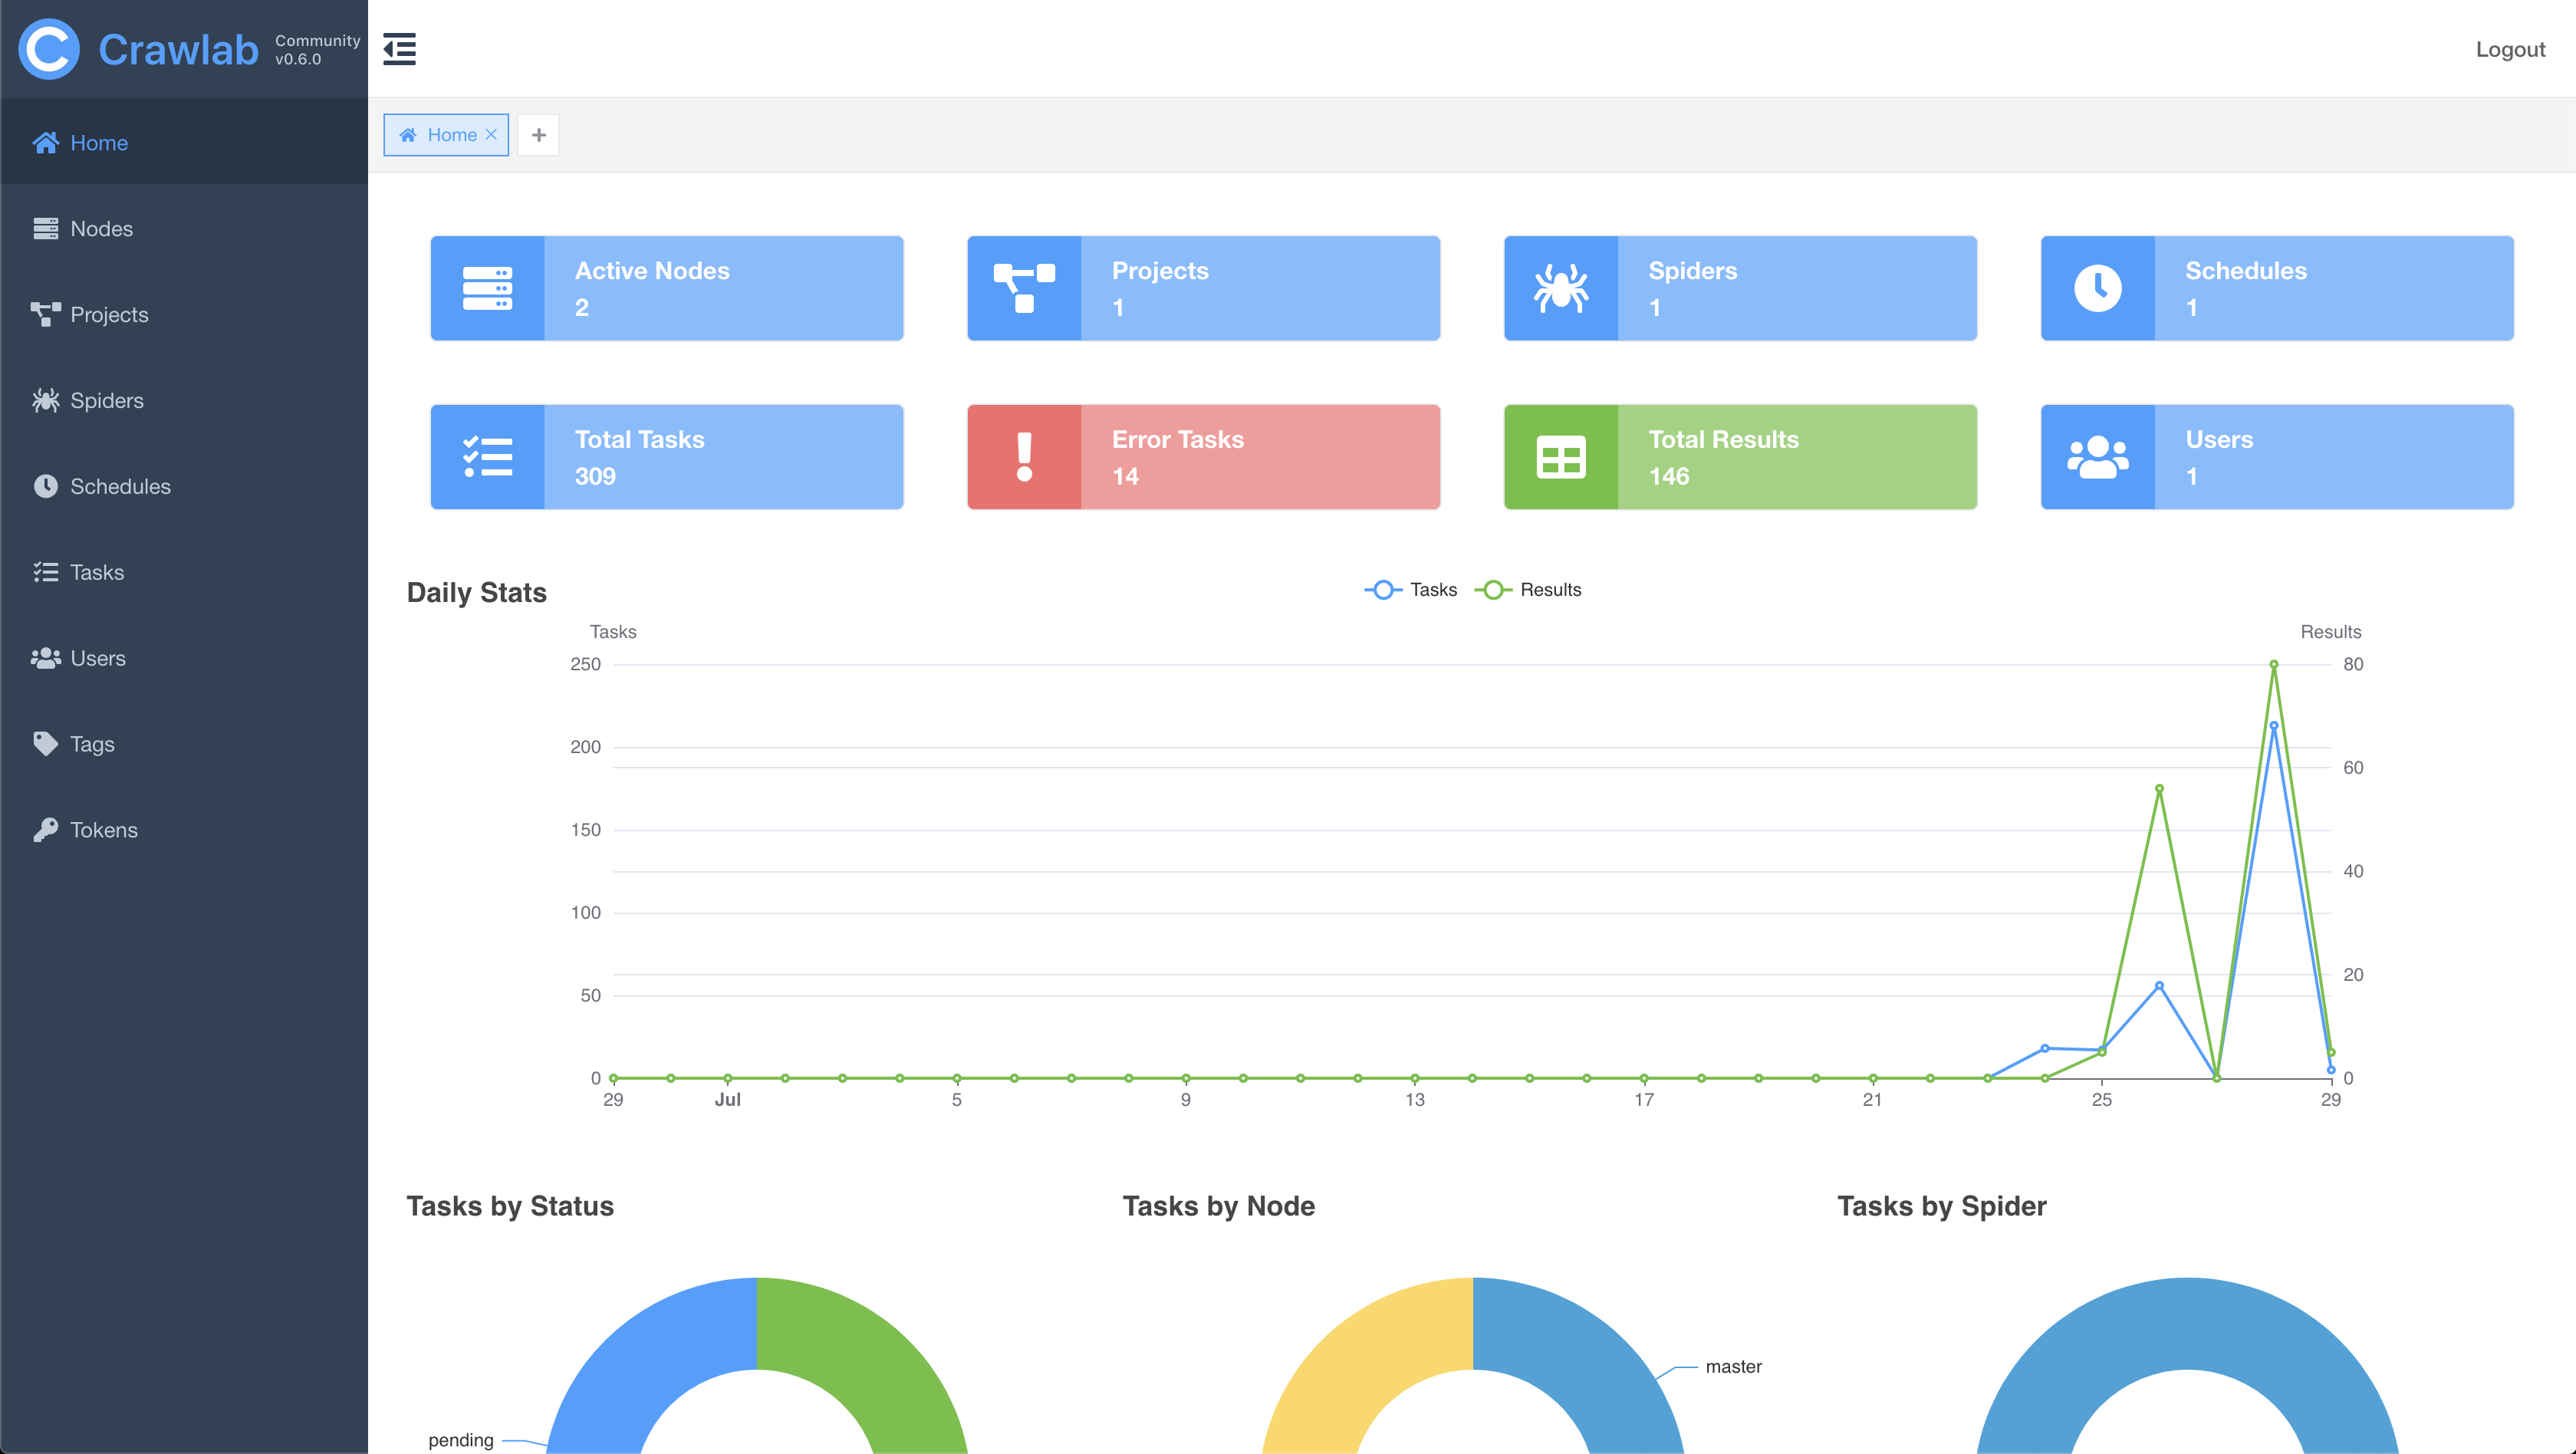 Crawlab
Community
v0.6.0
Logout
Home
Nodes
Projects
Spiders
Schedules
Tasks
Users
Tags
Tokens
Home
Active Nodes
2
Projects
1
Spiders
1
Schedules
1
Total Tasks
309
Error Tasks
14
Total Results
146
Users
1
Daily Stats
Tasks Results
Tasks
Results
250
200
150
100
50
0
80
60
40
20
0
29 Jul 5 9 13 17 21 25 29
Tasks by Status
Tasks by Node
Tasks by Spider
pending
master